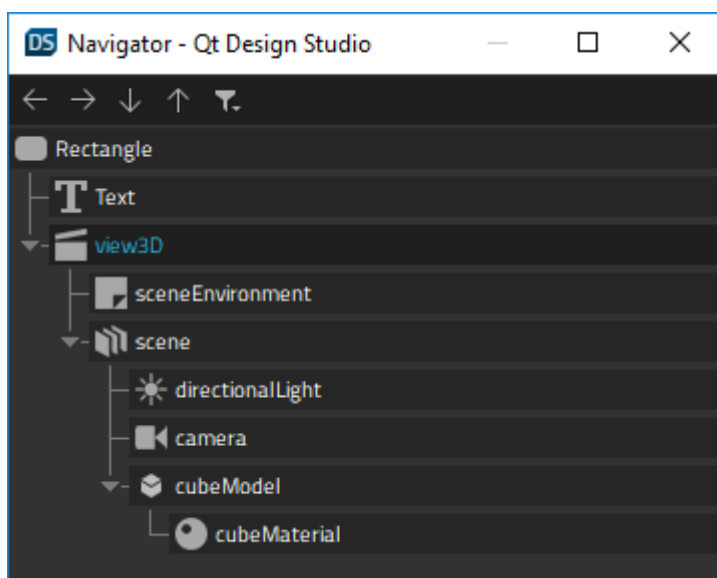 DS Navigator - Qt Design Studio
Rectangle
T Text
view3D
sceneEnvironment
scene
directionalLight
camera
cubeModel
cubeMaterial